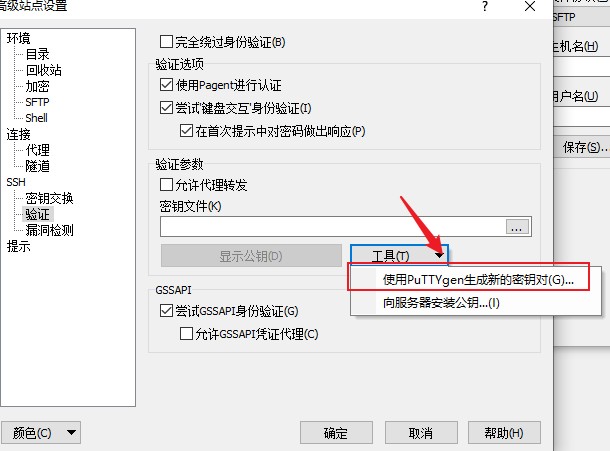 高级站点设置
? ×
环境
目录
回收站
加密
SFTP
Shell
连接
代理
隧道
SSH
密钥交换
验证
漏洞检测
提示
完全绕过身份验证(B)
验证选项
使用Pagent进行认证
尝试'键盘交互'身份验证(I)
在首次提示中对密码做出响应(P)
验证参数
允许代理转发
密钥文件(K)
...
显示公钥(D)
工具(T)
使用PuTTYgen生成新的密钥对(G)...
向服务器安装公钥...(I)
GSSAPI
尝试GSSAPI身份验证(G)
允许GSSAPI凭证代理(C)
颜色(C)
确定
取消
帮助(H)
SFTP
主机名(H)
用户名(U)
保存(S)...